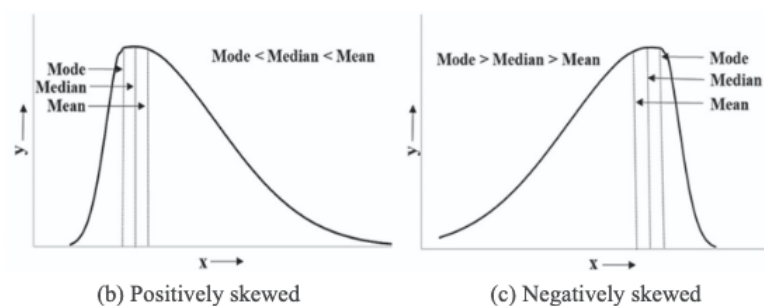 Mode < Median < Mean
Mode
Median
Mean
y
x
(b) Positively skewed
Mode > Median > Mean
Mode
Median
Mean
y
x
(c) Negatively skewed